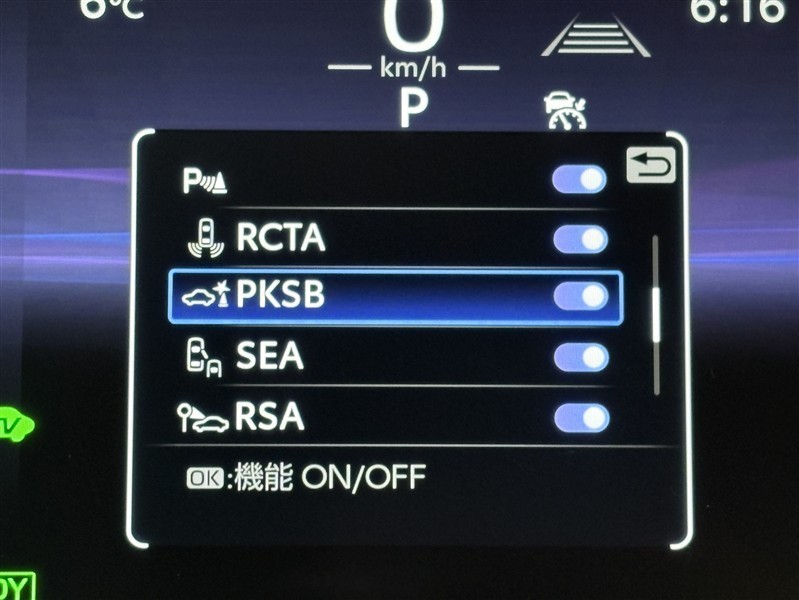 6℃
0
6:16
km/h
P
P
RCTA
PKSB
SEA
RSA
OK:機能 ON/OFF